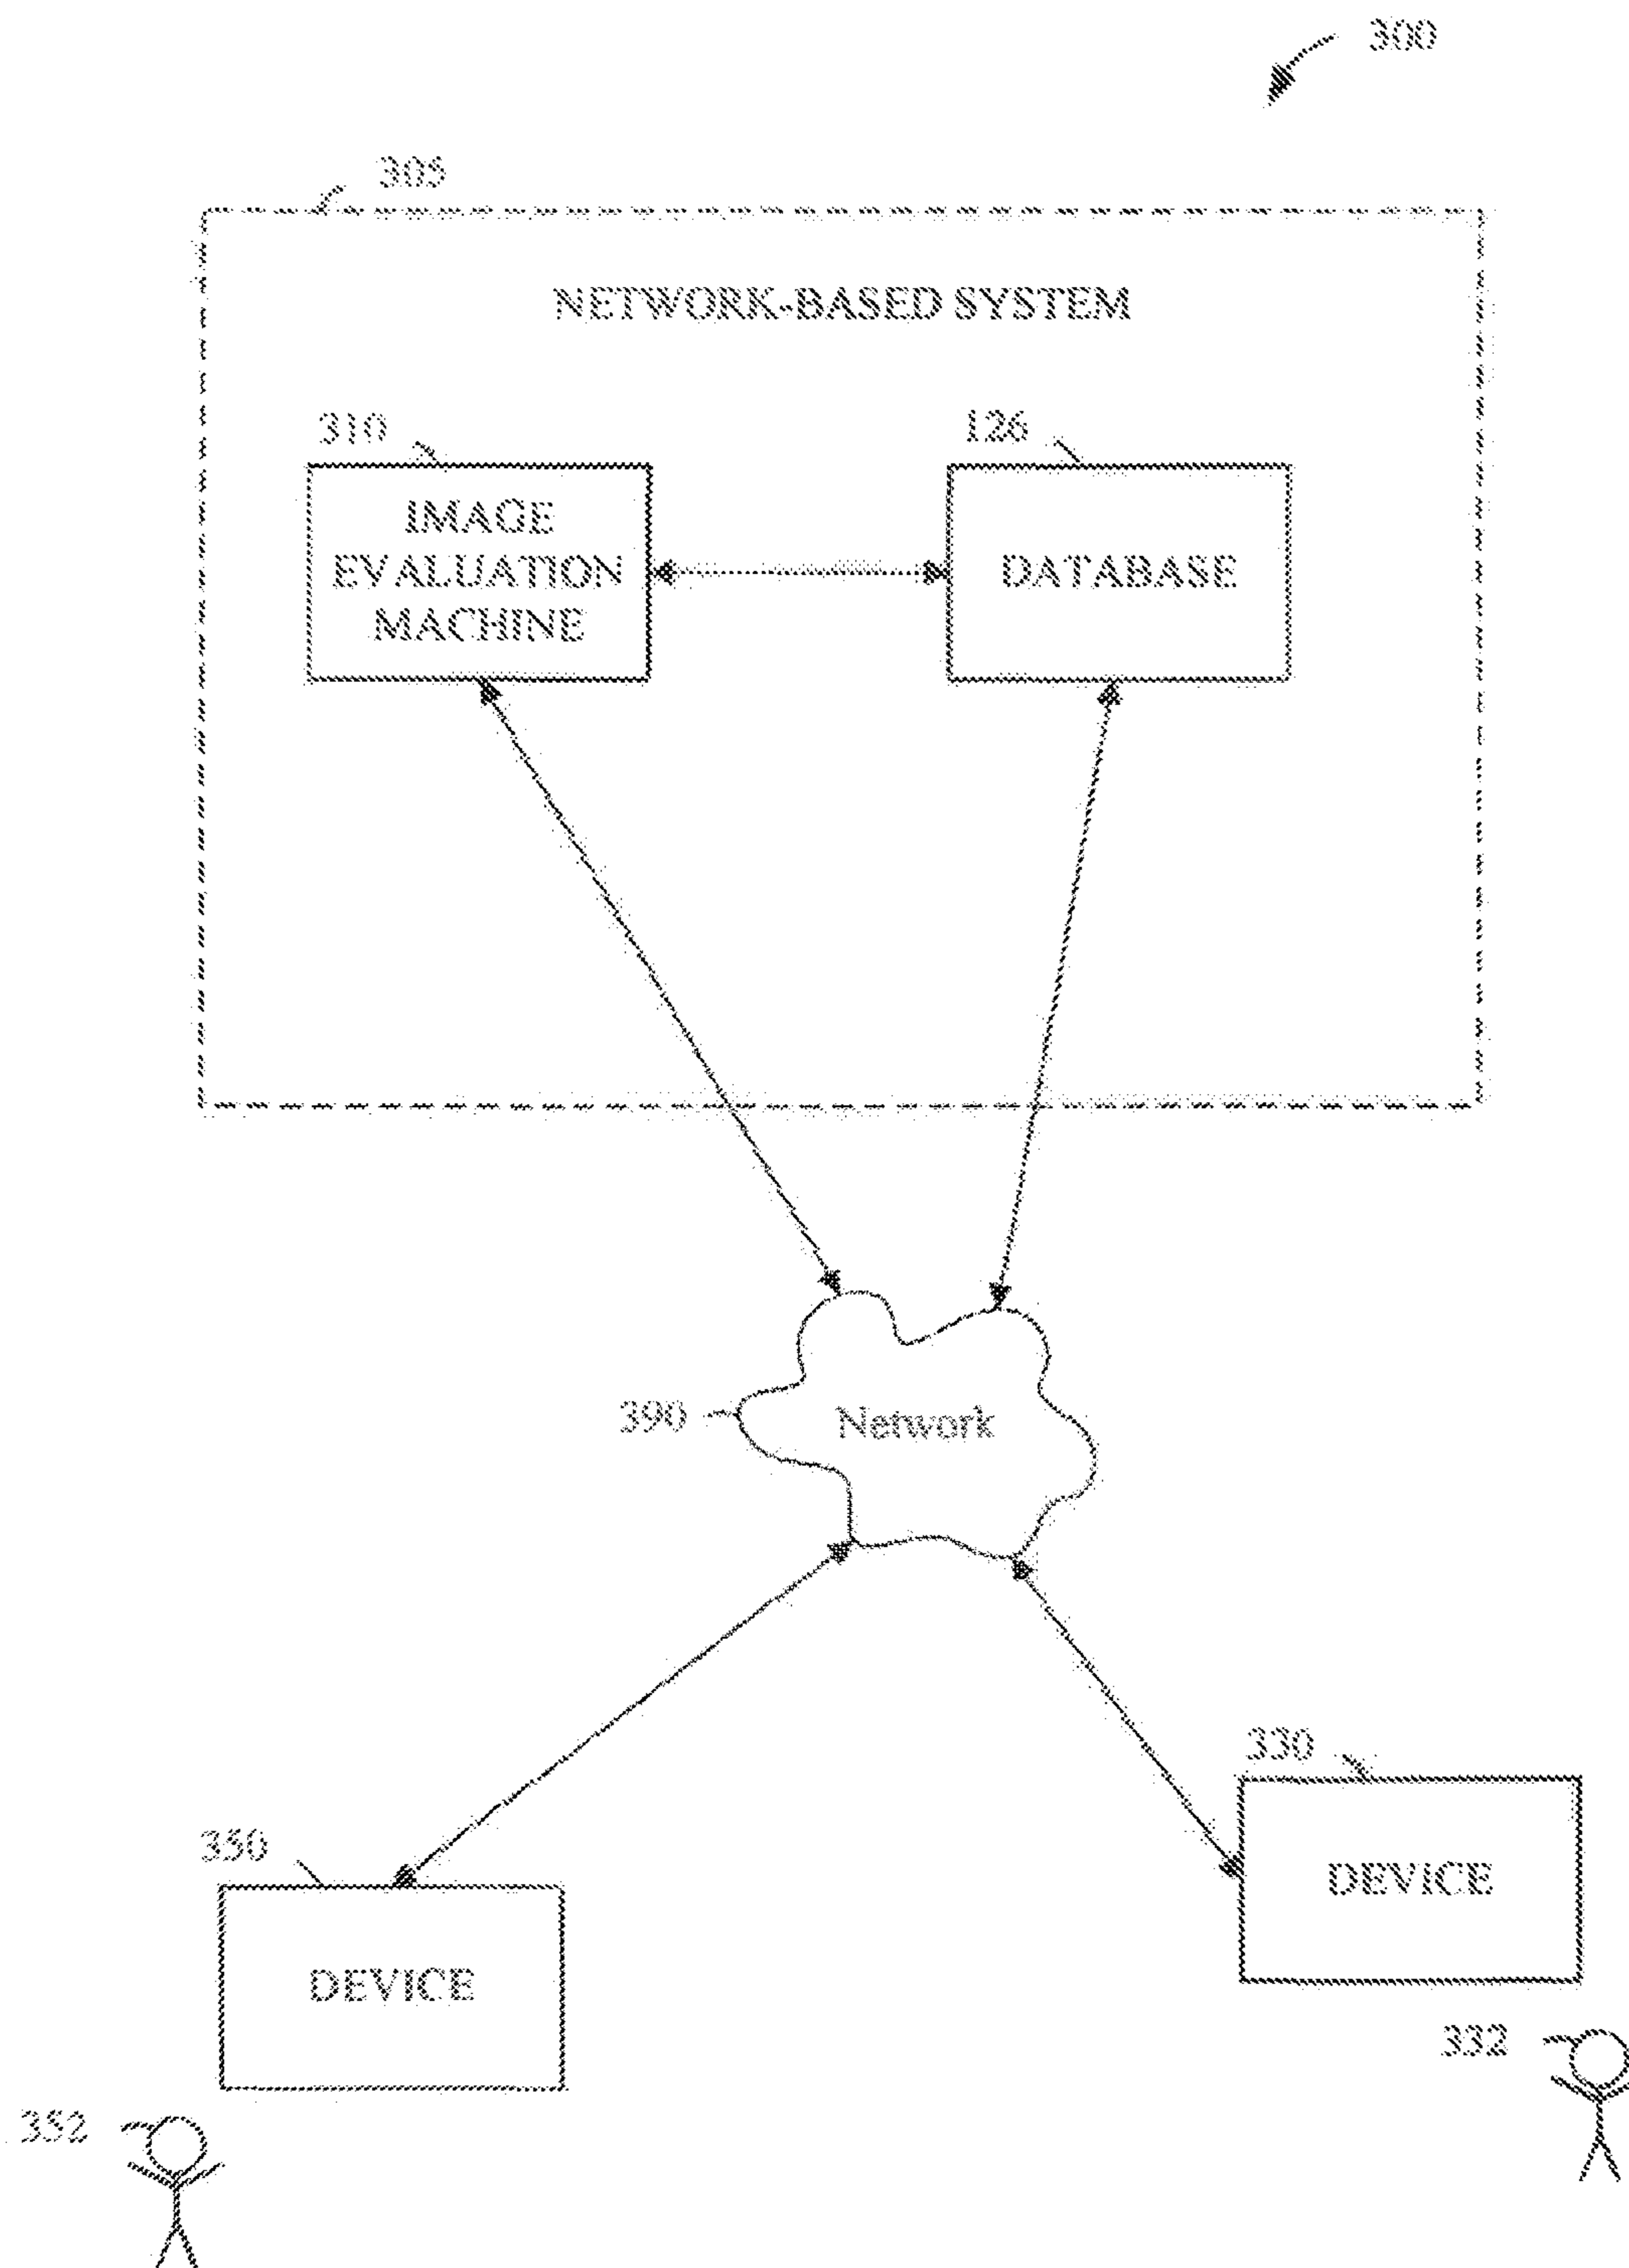 300
305
NETWORK-BASED SYSTEM
310
126
IMAGE
EVALUATION
MACHINE
DATABASE
390
Network
330
350
DEVICE
DEVICE
332
352